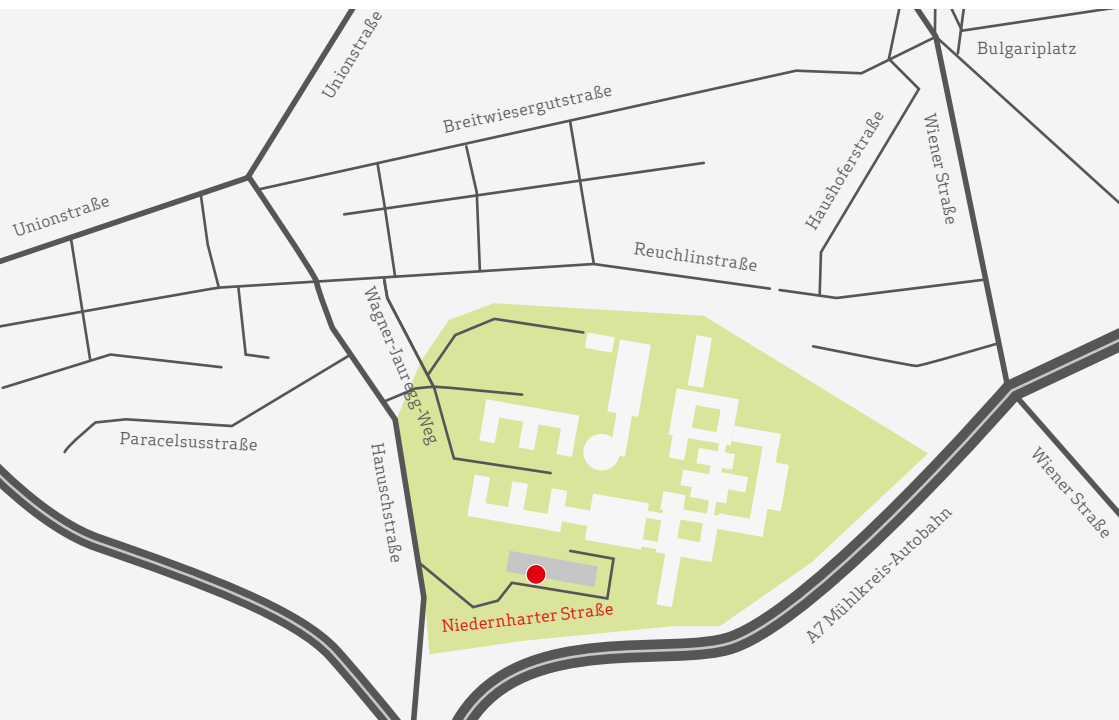 Unionstraße
Bulgariplatz
Breitwiesergutstraße
Haushoferstraße
Wiener Straße
Unionstraße
Reuchlinstraße
Wagner-Jauregg-Weg
Paracelsusstraße
Hanuschstraße
Wiener Straße
A7 Mühlkreis-Autobahn
Niedernharter Straße